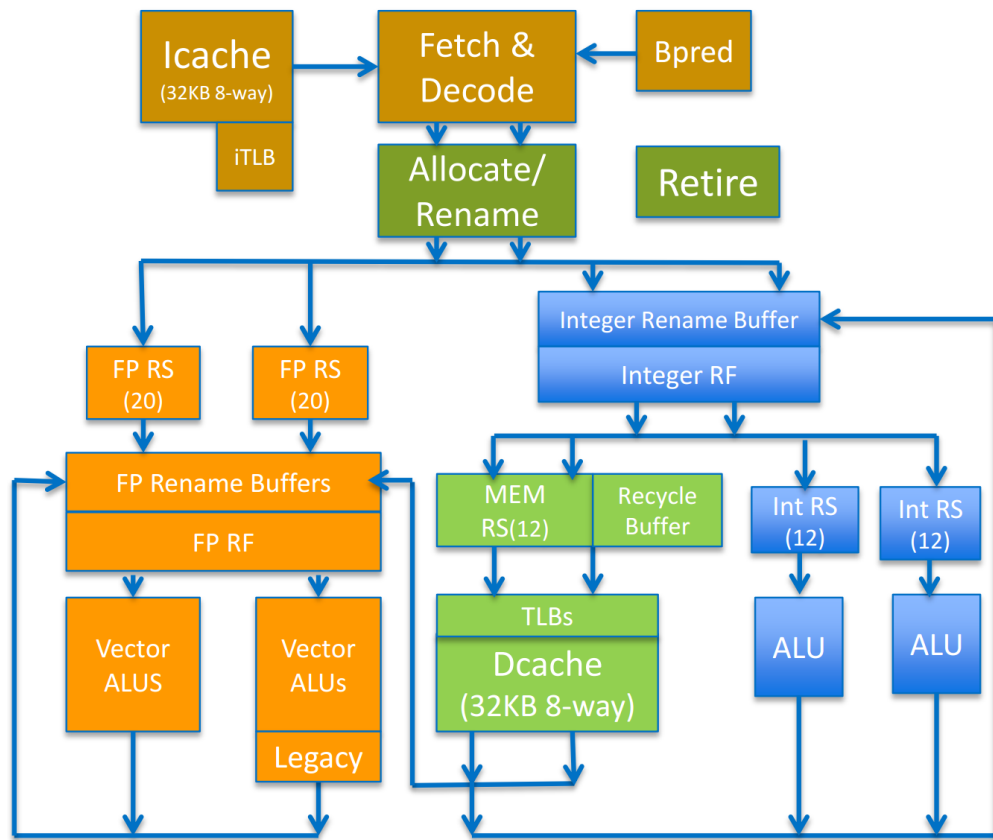 Icache
(32KB 8-way)
iTLB
Fetch &
Decode
Bpred
Allocate/
Rename
Retire
Integer Rename Buffer
Integer RF
FP RS
(20)
FP RS
(20)
FP Rename Buffers
FP RF
MEM
RS(12)
Recycle
Buffer
Int RS
(12)
Int RS
(12)
Vector
ALUS
Vector
ALUs
Legacy
TLBs
Dcache
(32KB 8-way)
ALU
ALU